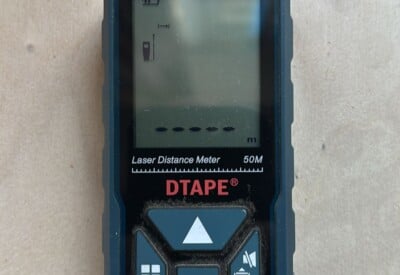 m
Laser Distance Meter 50M
DTAPE®